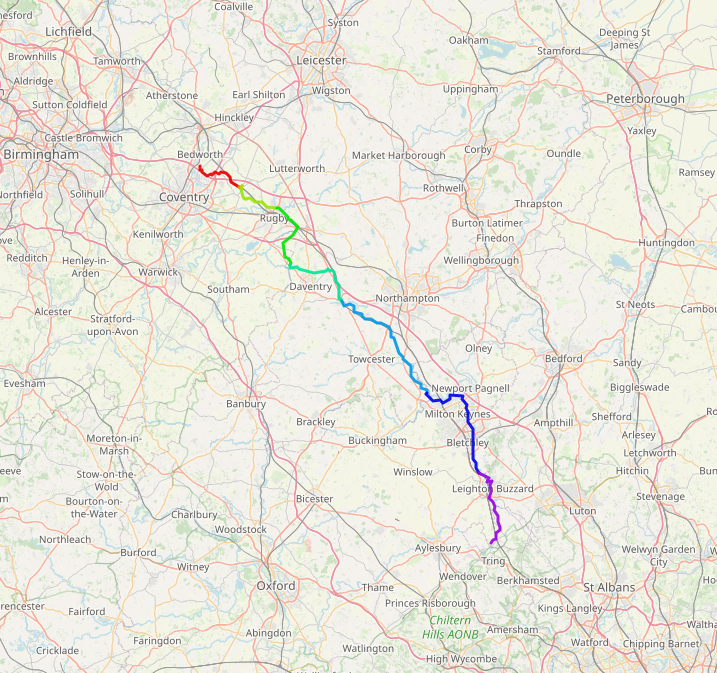 nesford
Coalville
Syston
Deeping St
James
Lichfield
Oakham
Stamford
Brownhills
Tamworth
Leicester
Aldridge
Atherstone
Earl Shilton
Wigston
Uppingham
Peterborough
Sutton Coldfield
Hinckley
Yaxley
Castle Bromwich
Birmingham
Bedworth
Market Harborough
Corby
Oundle
Lutterworth
Ramsey
Northfield
Solihull
Coventry
Rothwell
Thrapston
Rugby
Burton Latimer
Finedon
Kenilworth
Huntingdon
Redditch
Henley-in-
Arden
Warwick
Wellingborough
Southam
Daventry
Northampton
St Neots
Cambou
Alcester
Stratford-
upon-Avon
Towcester
Olney
Bedford
Sandy
Evesham
Newport Pagnell
Biggleswade
Banbury
Milton Keynes
Shefford
Ro
Brackley
Ampthill
Arlesey
Moreton-in-
Marsh
Buckingham
Bletchley
Letchworth
eeve
Stow-on-the-
Wold
Winslow
Hitchin
Bun
m
Bourton-on-
the-Water
Bicester
Leighton Buzzard
Stevenage
Charlbury
Luton
Woodstock
Northleach
Burford
Aylesbury
Welwyn Garden
City
W
Witney
Tring
Oxford
Wendover
Berkhamsted
St Albans
Thame
rencester
Fairford
Princes Risborough
Kings Langley
Chiltern
Hills AONB
Amersham
Waltha
Abingdon
Faringdon
Watford
Chipping Barnet
Cricklade
Watlington
High Wycombe